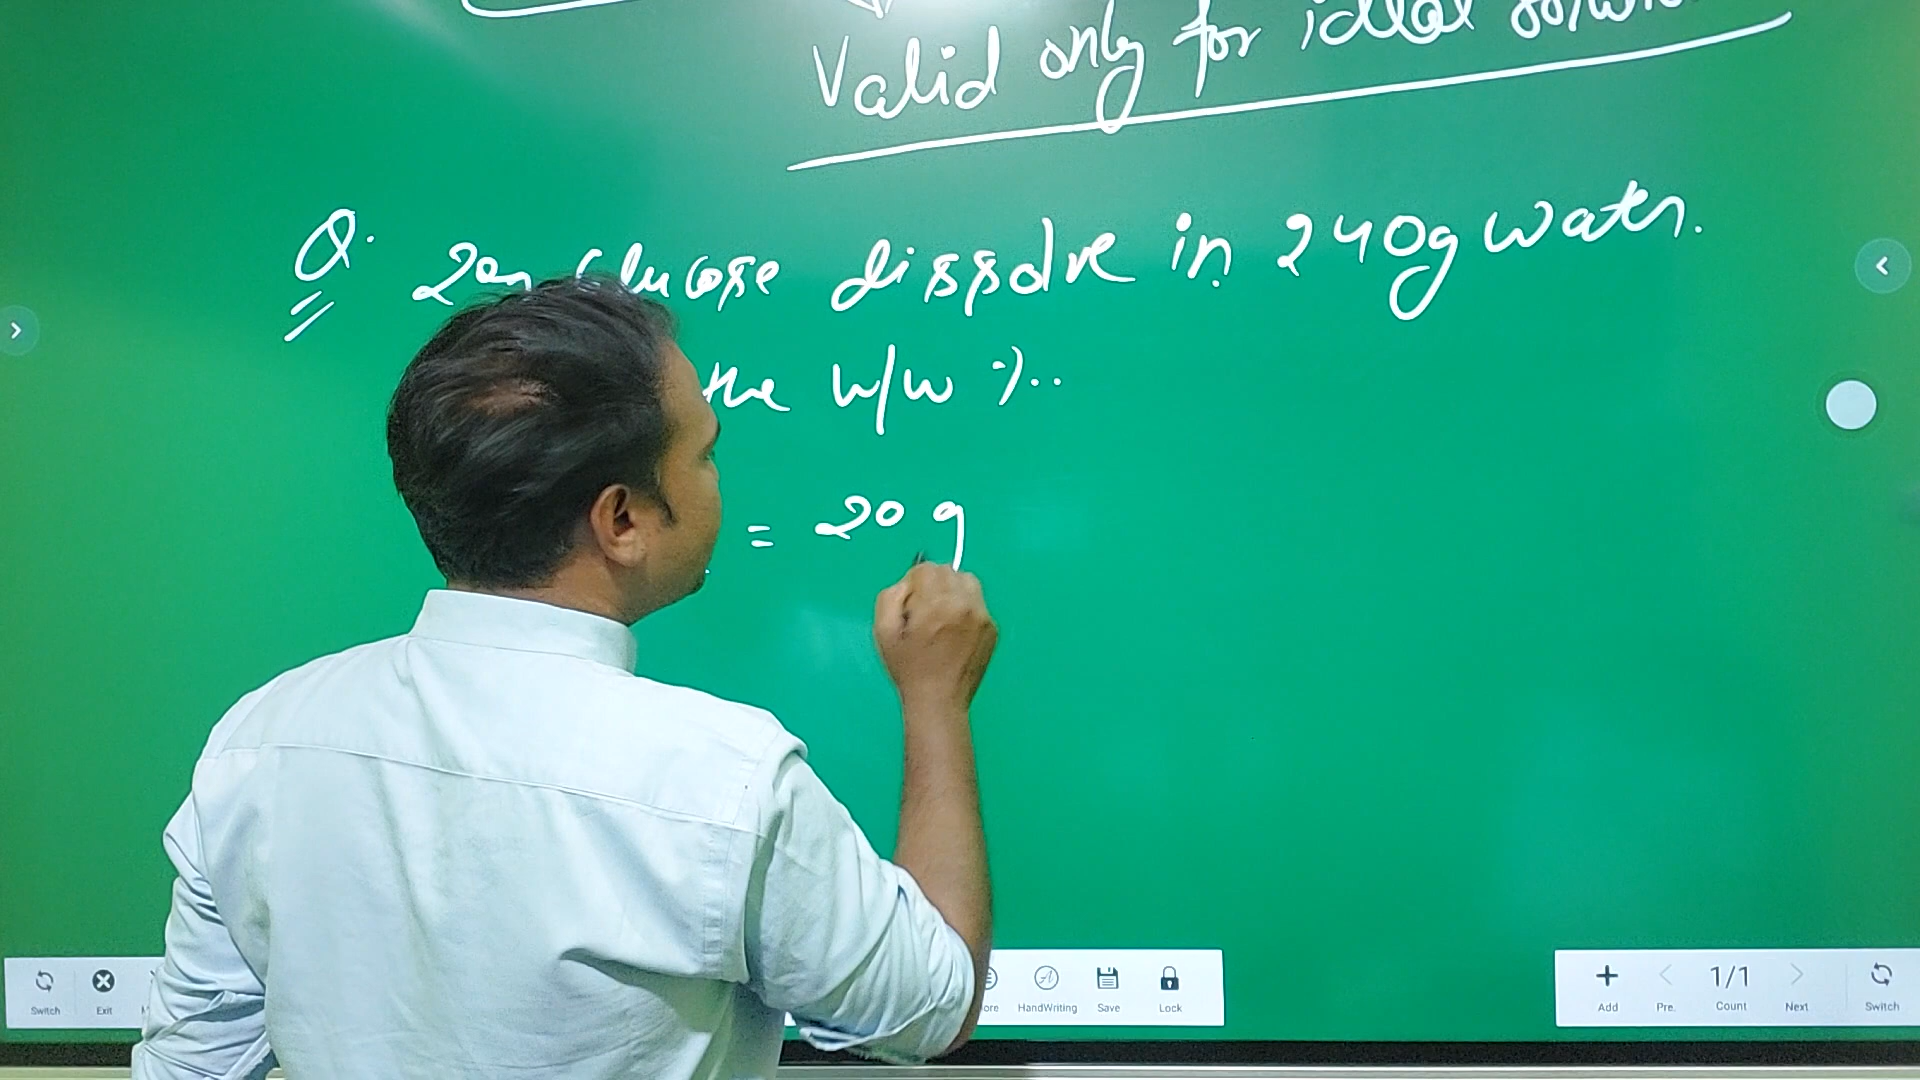 Valid only for ideal
Q. 20g Glucose dissolve in 240g water.
the w/w %.
= 20 g
Switch Exit HandWriting Save Lock
Add Pre. 1/1 Count Next Switch